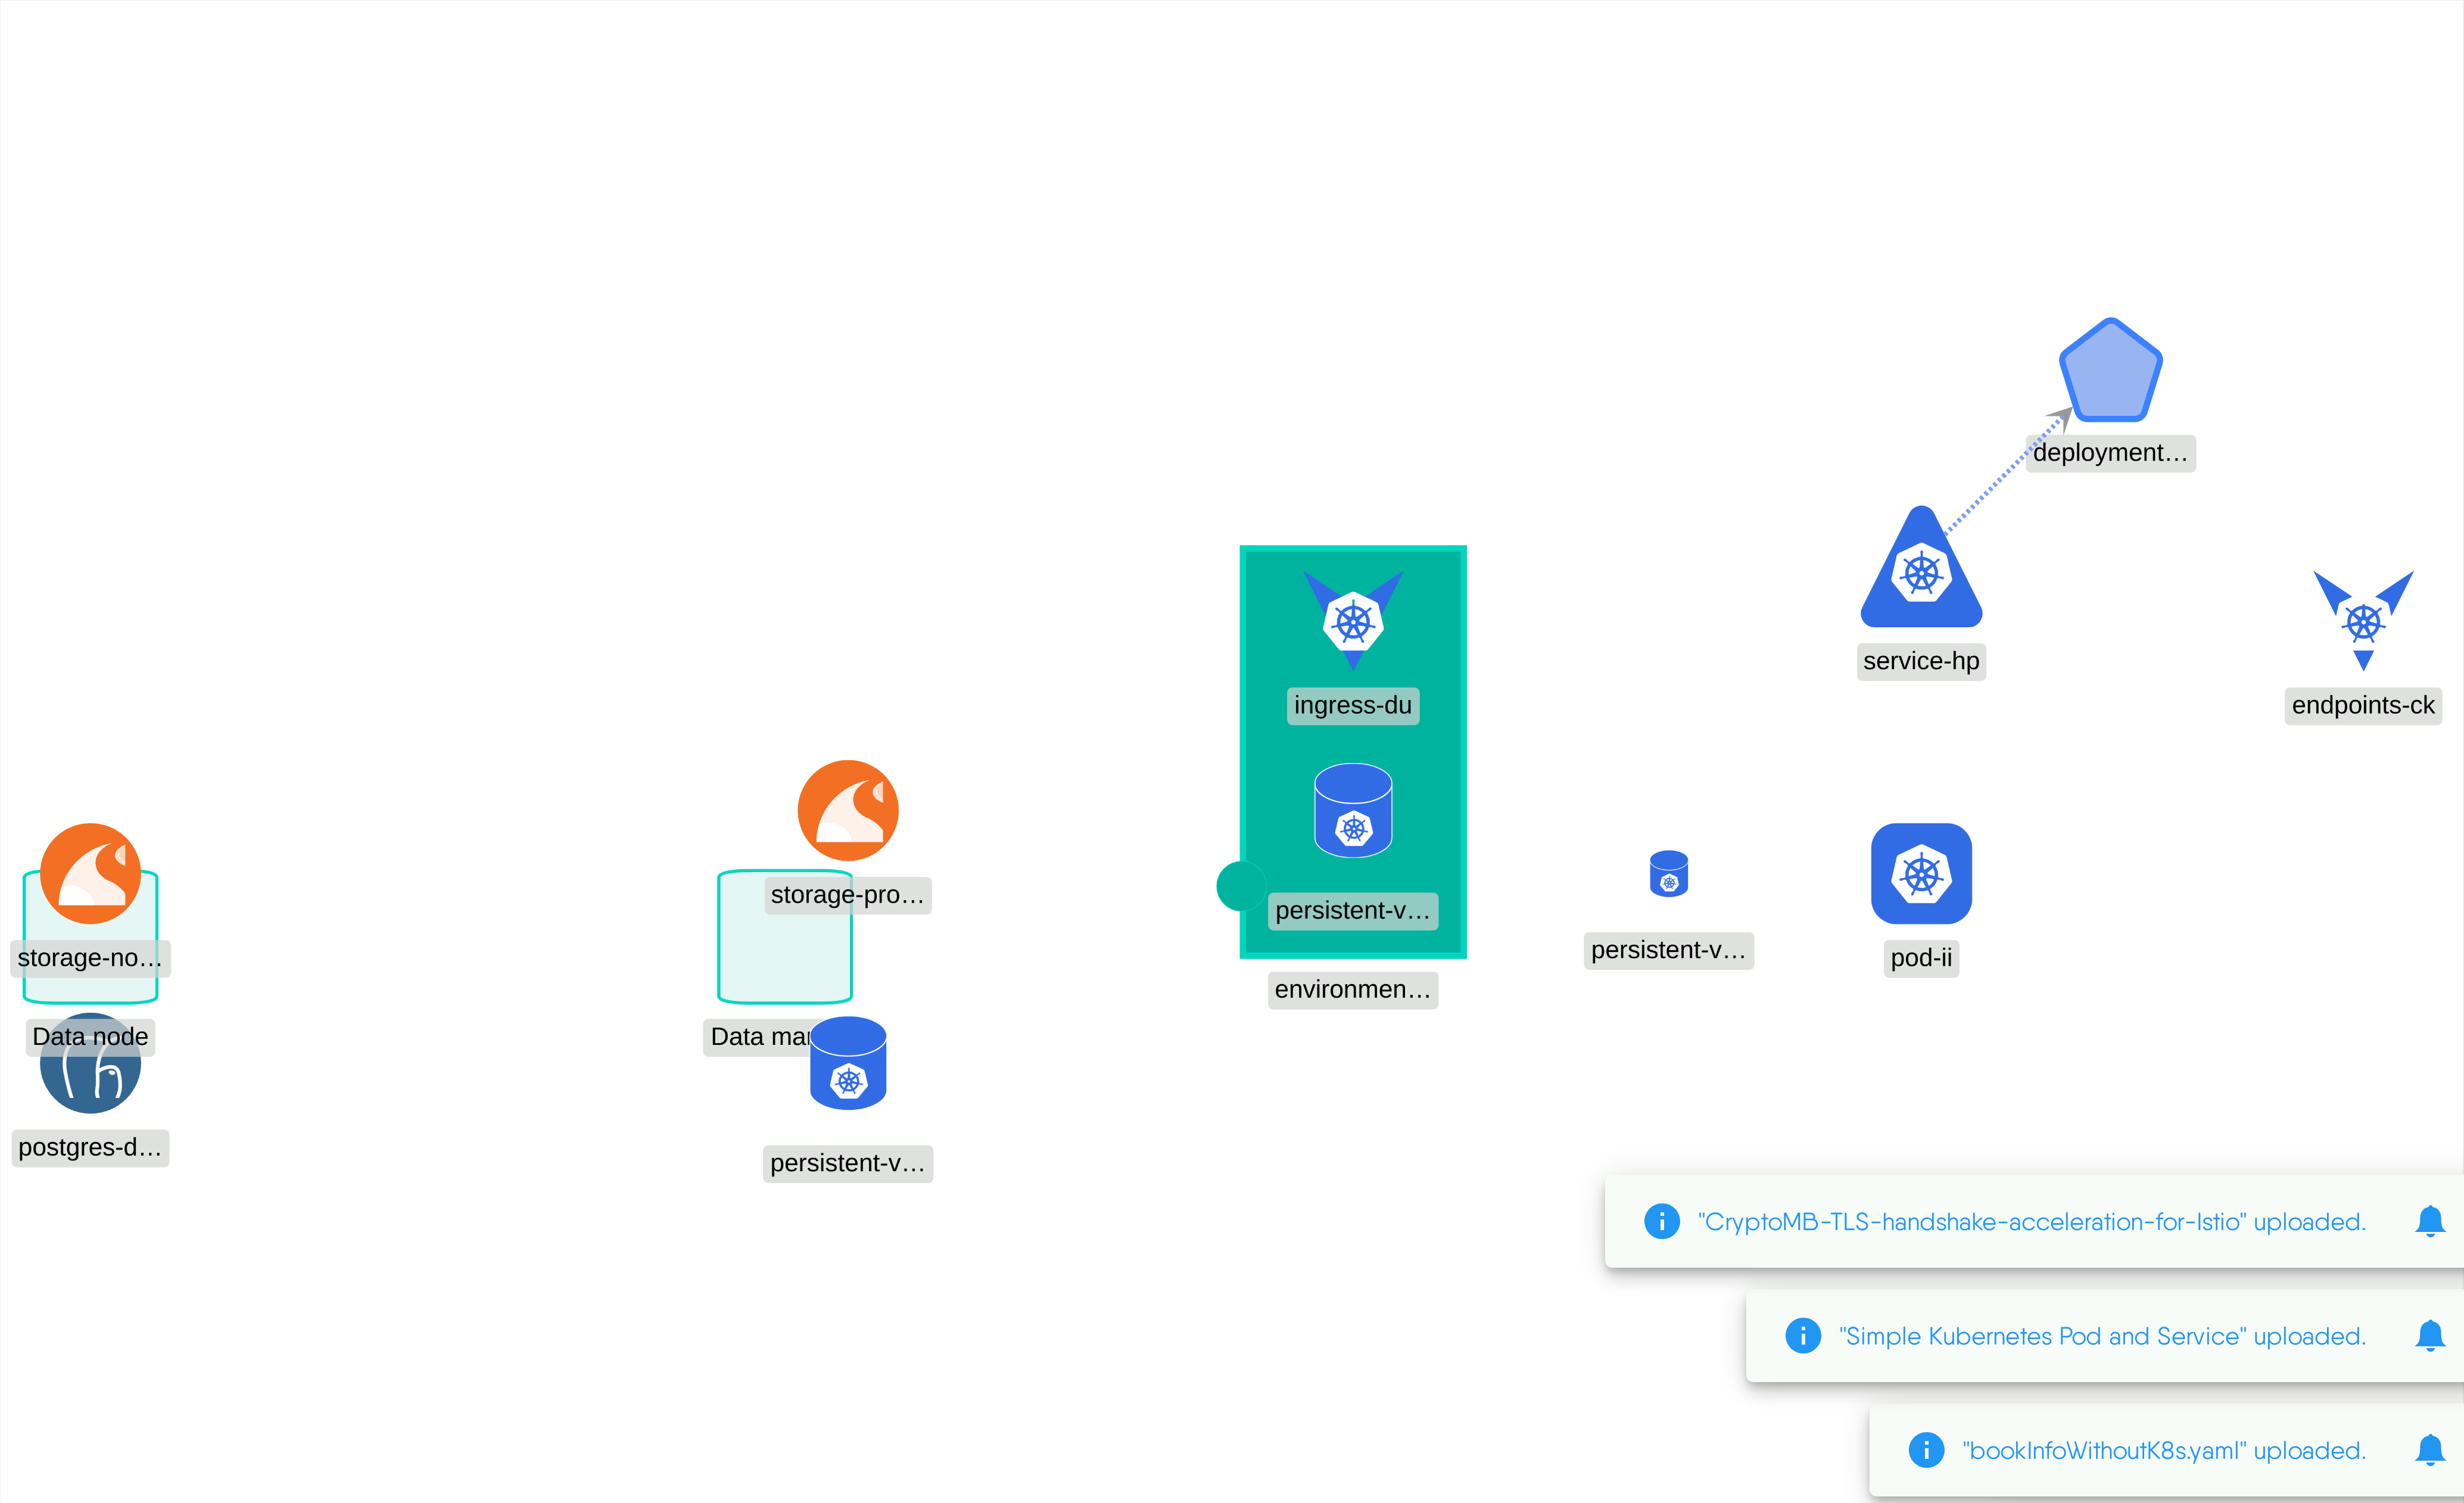 deployment...
service-hp
ingress-du
endpoints-ck
storage-pro...
persistent-v...
persistent-v...
storage-no...
pod-ii
environmen...
Data node
Data mar
postgres-d...
persistent-v...
"CryptoMB-TLS-handshake-acceleration-for-Istio" uploaded.
"Simple Kubernetes Pod and Service" uploaded.
"bookInfoWithoutK8s.yaml" uploaded.